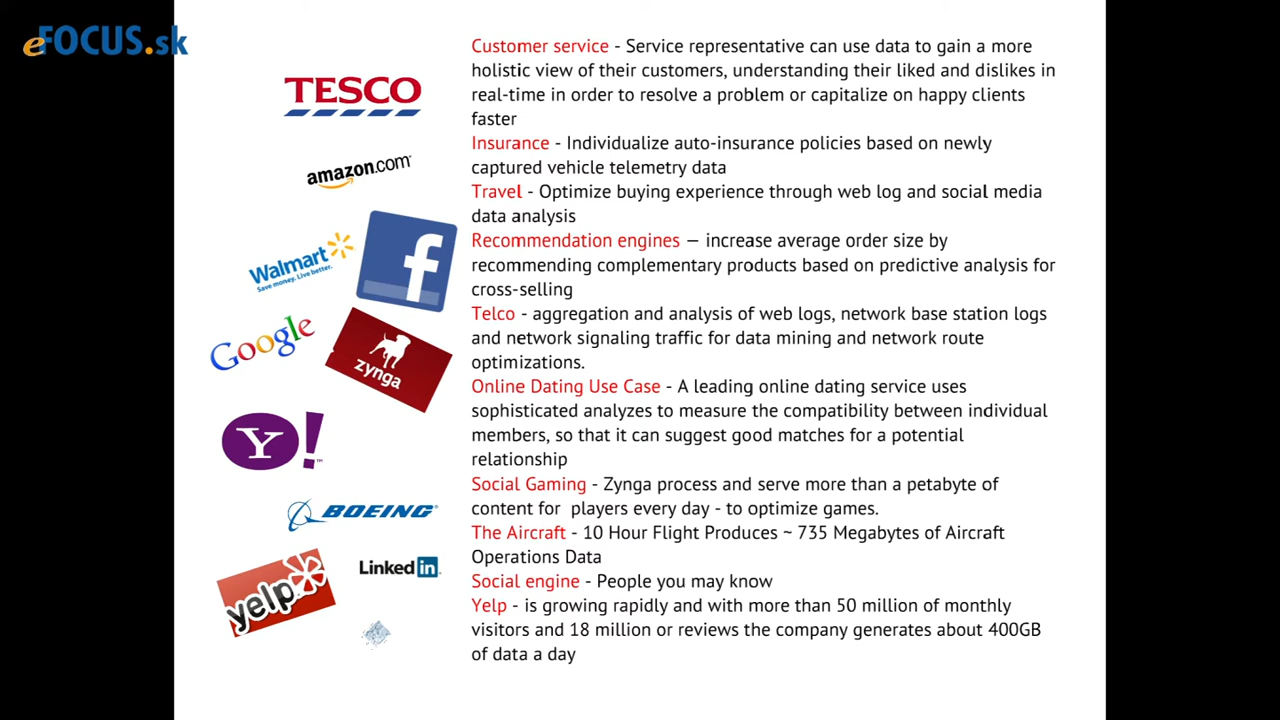 eFOCUS.sk
TESCO
amazon.com
Walmart
Save money. Live better.
f
Google
zynga
Y!
BOEING
Linked in
yelp
Customer service - Service representative can use data to gain a more
holistic view of their customers, understanding their liked and dislikes in
real-time in order to resolve a problem or capitalize on happy clients
faster
Insurance - Individualize auto-insurance policies based on newly
captured vehicle telemetry data
Travel - Optimize buying experience through web log and social media
data analysis
Recommendation engines — increase average order size by
recommending complementary products based on predictive analysis for
cross-selling
Telco - aggregation and analysis of web logs, network base station logs
and network signaling traffic for data mining and network route
optimizations.
Online Dating Use Case - A leading online dating service uses
sophisticated analyzes to measure the compatibility between individual
members, so that it can suggest good matches for a potential
relationship
Social Gaming - Zynga process and serve more than a petabyte of
content for players every day - to optimize games.
The Aircraft - 10 Hour Flight Produces ~ 735 Megabytes of Aircraft
Operations Data
Social engine - People you may know
Yelp - is growing rapidly and with more than 50 million of monthly
visitors and 18 million or reviews the company generates about 400GB
of data a day